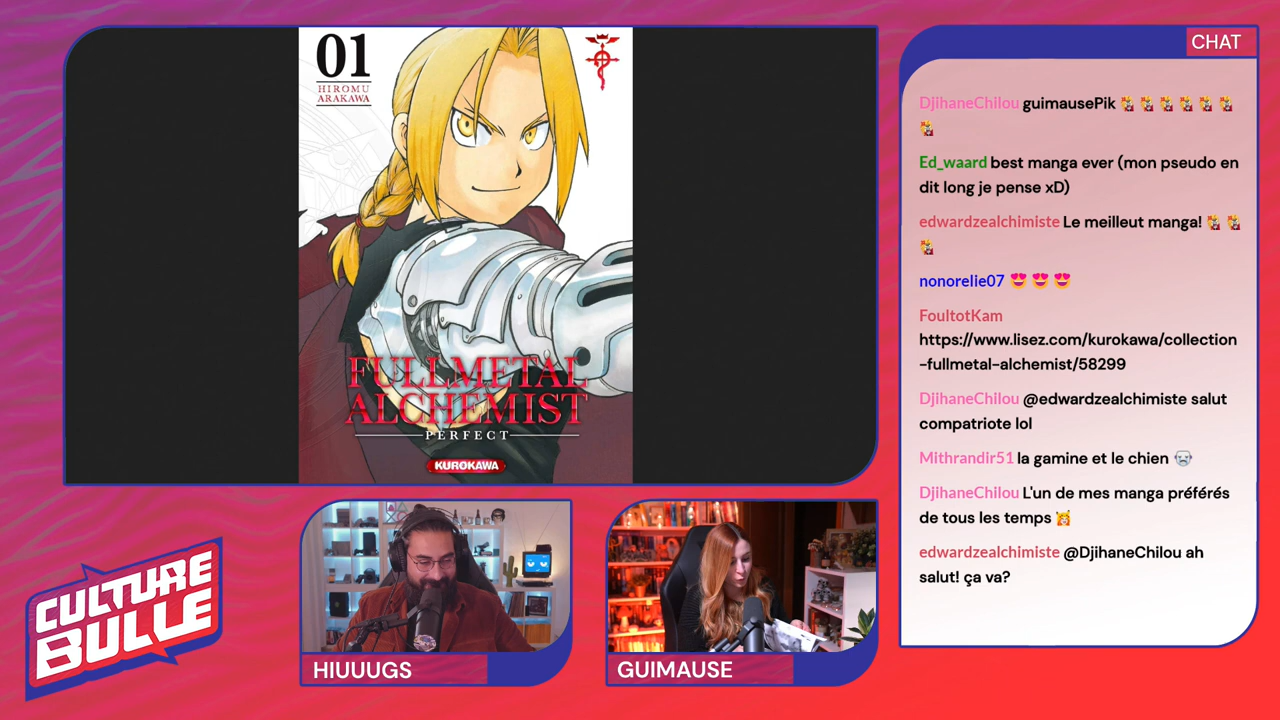 01
HIROMU
ARAKAWA
FULLMETAL
ALCHEMIST
PERFECT
KUROKAWA
CULTURE
BULLE
HIUUUGS
GUIMAUSE
CHAT
DjihaneChilou guimausePik
Ed_waard best manga ever (mon pseudo en
dit long je pense xD)
edwardzealchimiste Le meilleut manga!
nonorelie07 😍 😍 😍
FoultotKam
https://www.lisez.com/kurokawa/collection
-fullmetal-alchemist/58299
DjihaneChilou @edwardzealchimiste salut
compatriote lol
Mithrandir51 la gamine et le chien
DjihaneChilou L'un de mes manga préférés
de tous les temps
edwardzealchimiste @DjihaneChilou ah
salut! ça va?